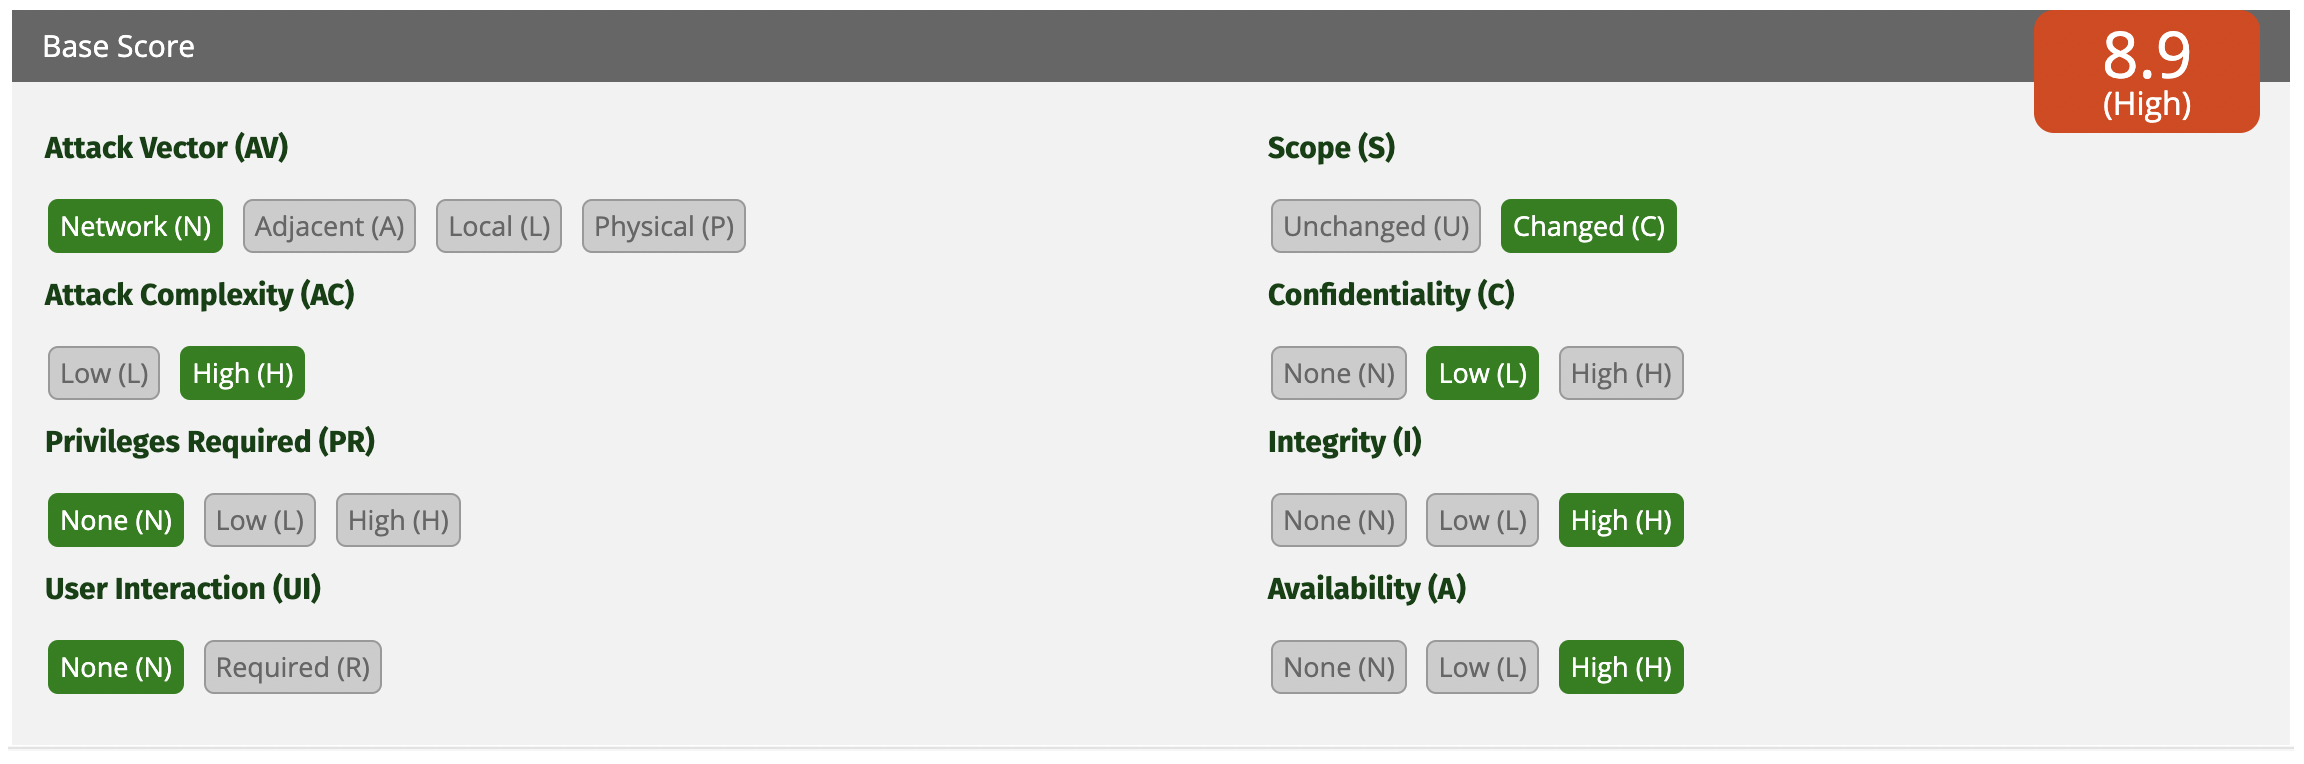 Base Score
8.9
(High)
Attack Vector (AV)
Network (N) Adjacent (A) Local (L) Physical (P)
Attack Complexity (AC)
Low (L) High (H)
Privileges Required (PR)
None (N) Low (L) High (H)
User Interaction (UI)
None (N) Required (R)
Scope (S)
Unchanged (U) Changed (C)
Confidentiality (C)
None (N) Low (L) High (H)
Integrity (I)
None (N) Low (L) High (H)
Availability (A)
None (N) Low (L) High (H)